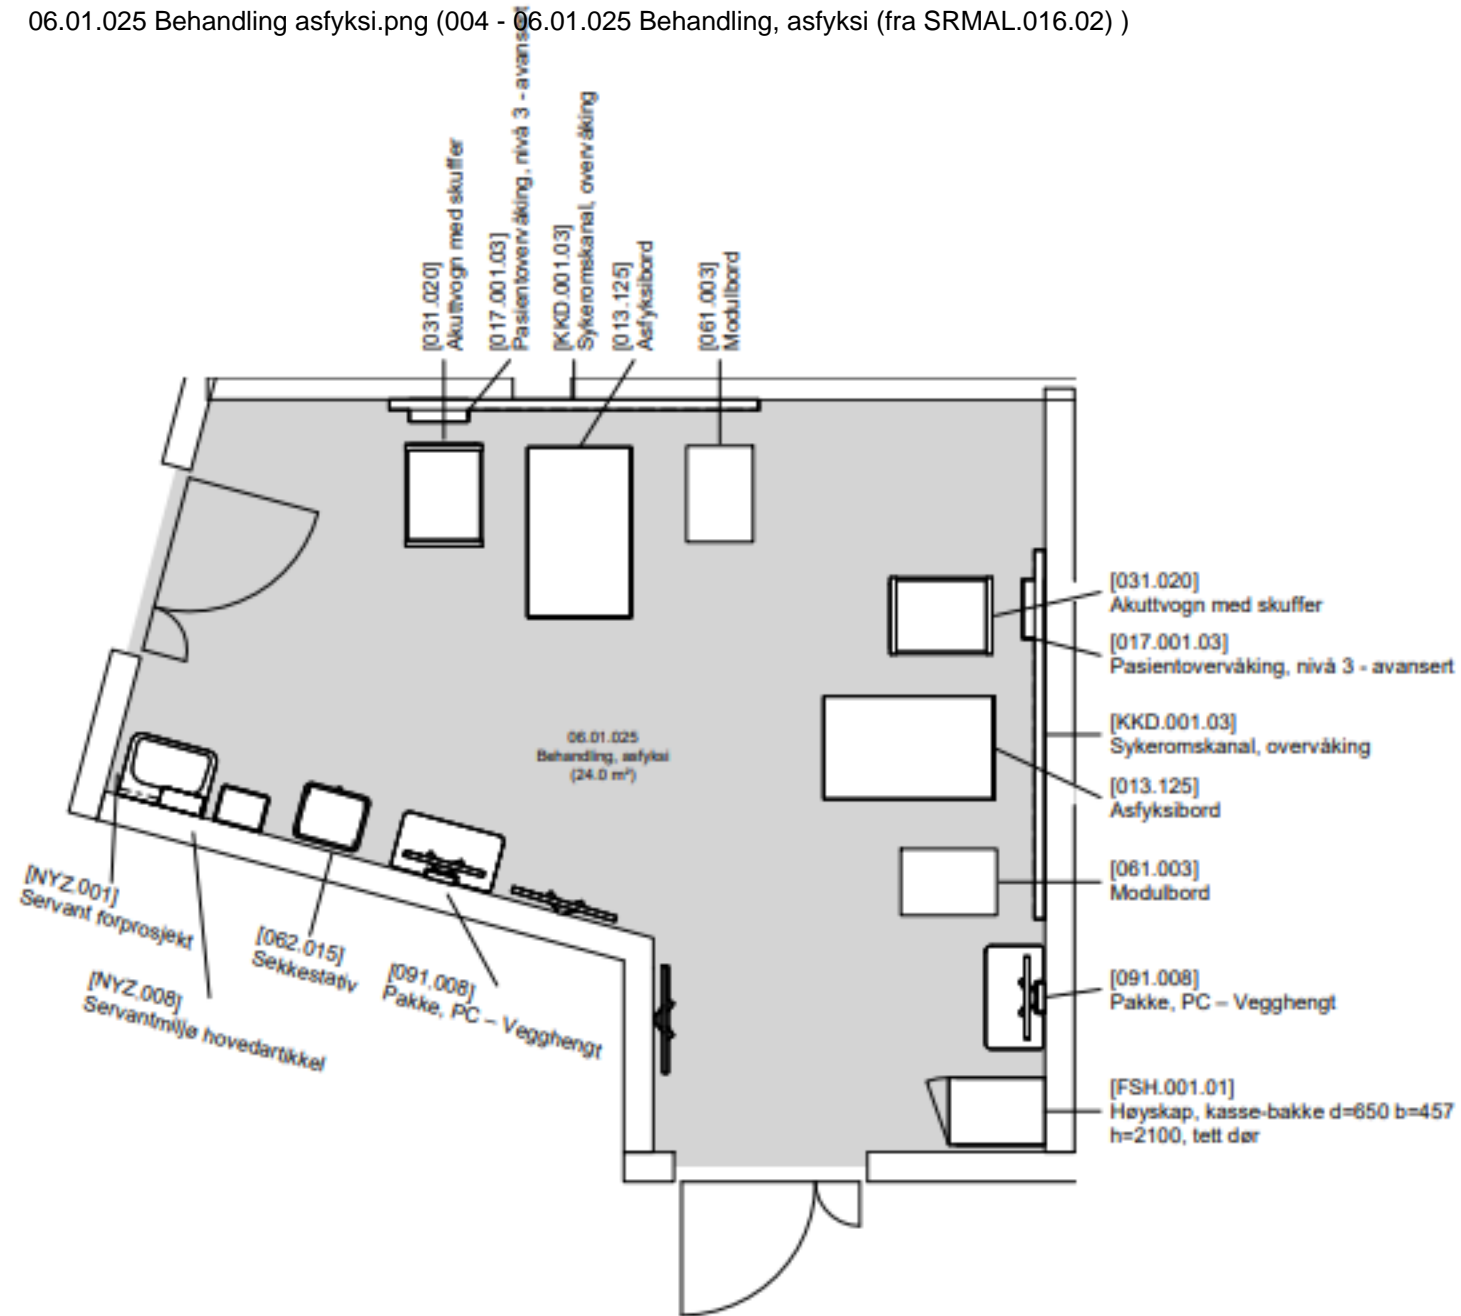 06.01.025 Behandling asfyksi.png (004 - 06.01.025 Behandling, asfyksi (fra SRMAL.016.02) )
[031.020]
Akuttvogn med skuffer
[017.001.03]
Pasientovervåking, nivå 3 - avansert
[KKD.001.03]
Sykeromskanal, overvåking
[013.125]
Asfyksibord
[061.003]
Modulbord
[031.020]
Akuttvogn med skuffer
[017.001.03]
Pasientovervåking, nivå 3 - avansert
[KKD.001.03]
Sykeromskanal, overvåking
[013.125]
Asfyksibord
[061.003]
Modulbord
[091.008]
Pakke, PC – Vegghengt
[FSH.001.01]
Høyskap, kasse-bakke d=650 b=457
h=2100, tett dør
06.01.025
Behandling, asfyksi
(24.0 m²)
[NYZ.001]
Servant forprosjekt
[NYZ.008]
Servantmiljø hovedartikkel
[062.015]
Sekkestativ
[091.008]
Pakke, PC – Vegghengt